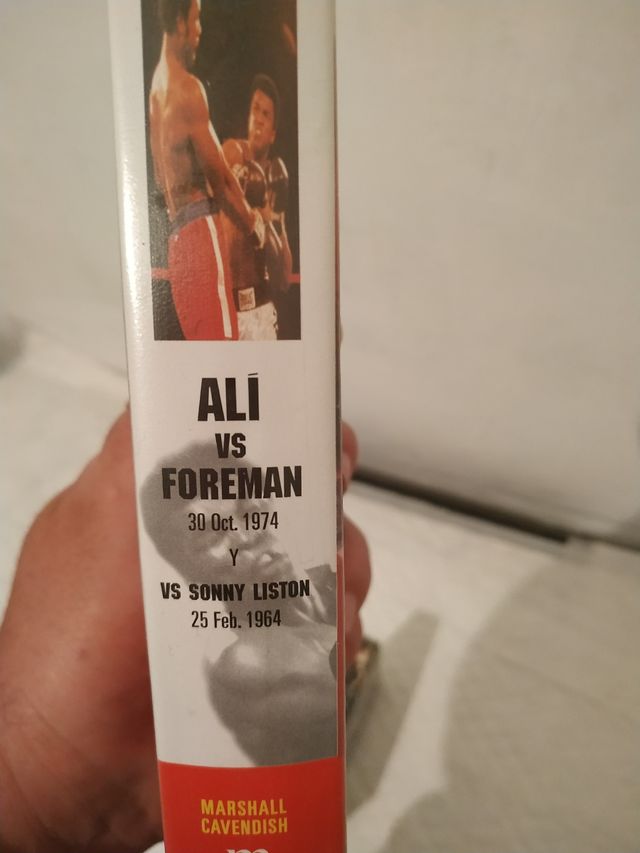 ALÍ
VS
FOREMAN
30 Oct. 1974
Y
VS SONNY LISTON
25 Feb. 1964
MARSHALL
CAVENDISH